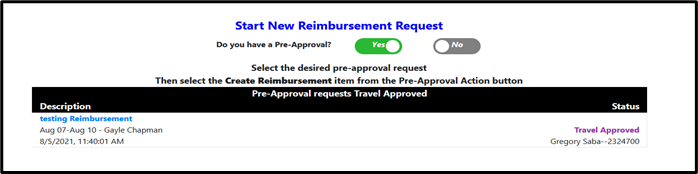 Start New Reimbursement Request
Do you have a Pre-Approval? Yes No
Select the desired pre-approval request
Then select the Create Reimbursement item from the Pre-Approval Action button
Pre-Approval requests Travel Approved
Description Status
testing Reimbursement
Aug 07-Aug 10 - Gayle Chapman Travel Approved
8/5/2021, 11:40:01 AM Gregory Saba--2324700